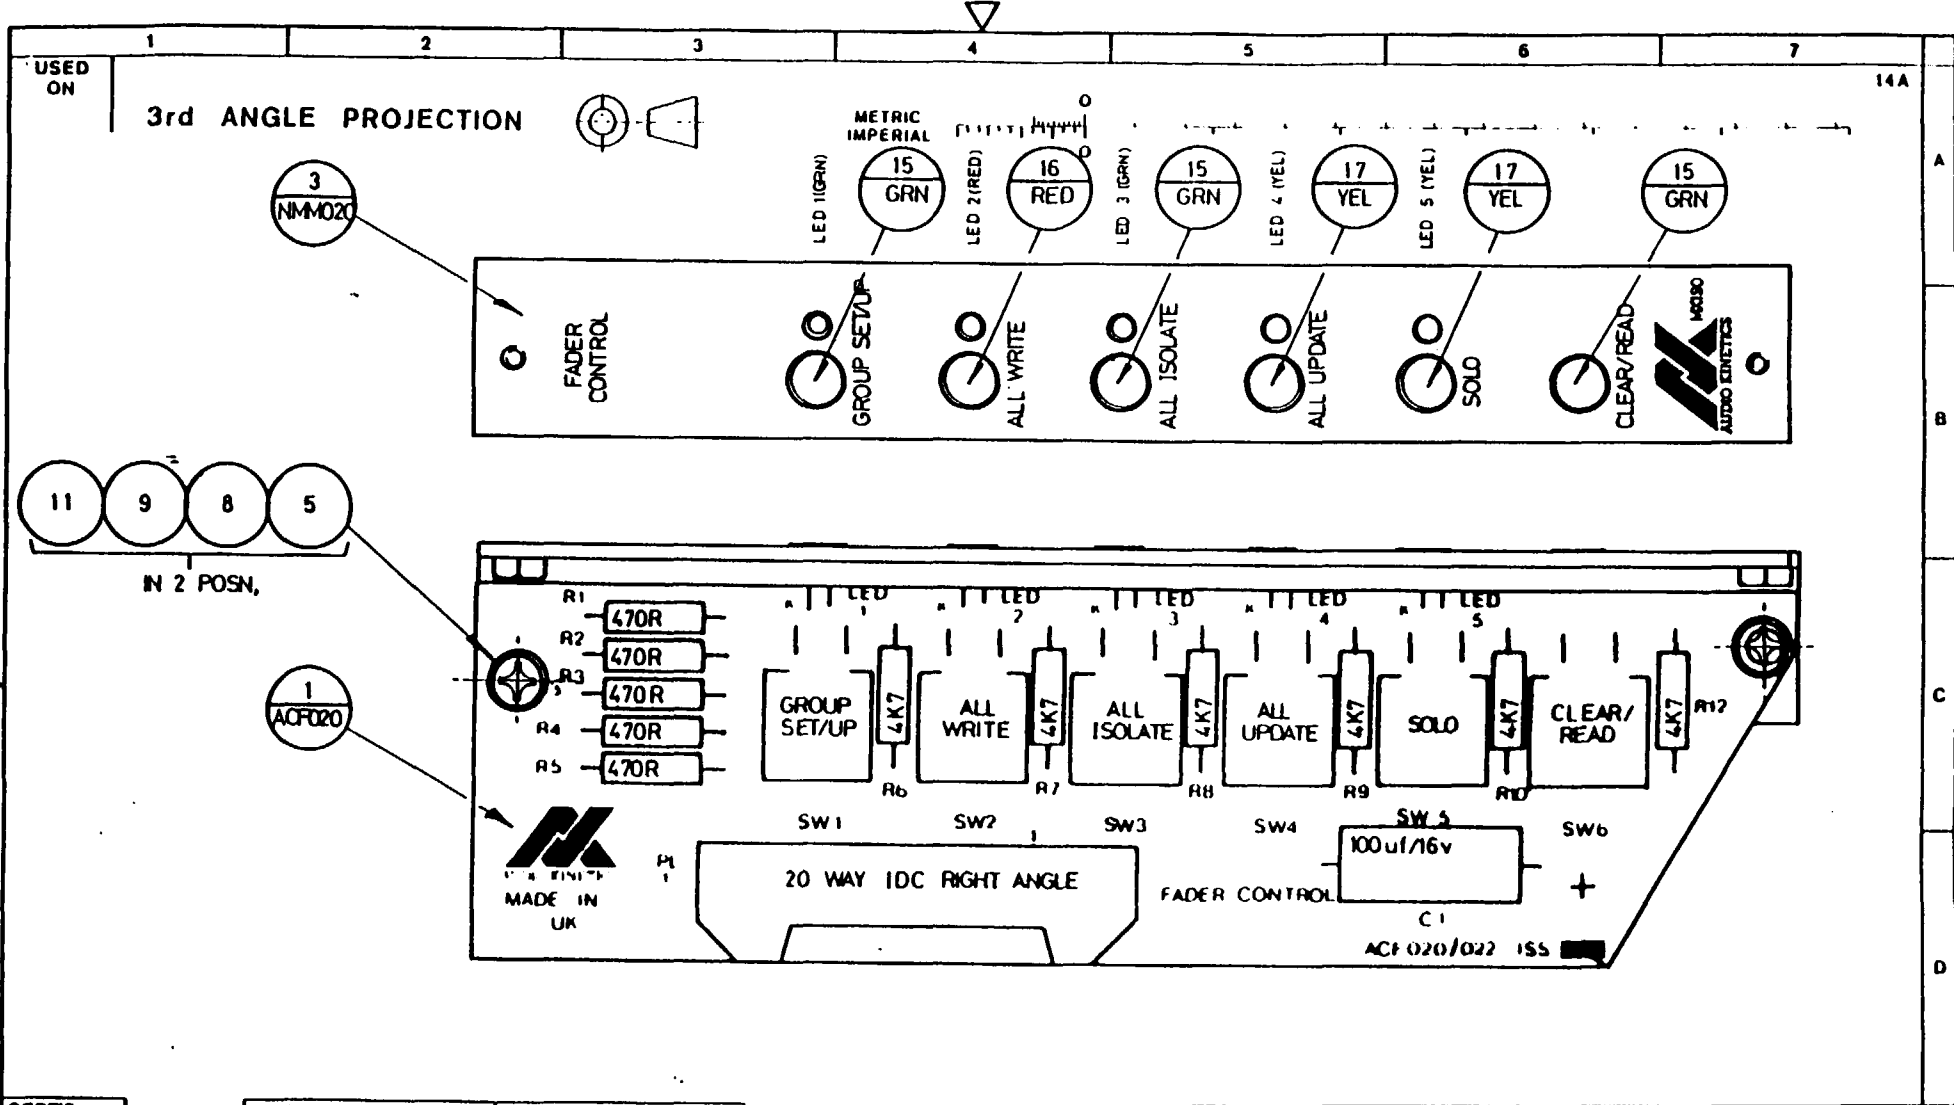 1 2 3 4 5 6 7
USED
ON
14A
3rd ANGLE PROJECTION
METRIC
IMPERIAL
0
0
A
LED 1(GRN)
15
GRN
LED 2(RED)
16
RED
LED 3 (GRN)
15
GRN
LED 4 (YEL)
17
YEL
LED 5 (YEL)
17
YEL
15
GRN
3
NMM020
FADER
CONTROL
GROUP SET/UP
ALL WRITE
ALL ISOLATE
ALL UPDATE
SOLO
CLEAR/READ
AUDIO KINETICS
B
11 9 8 5
IN 2 POSN,
R1
470R
R2
470R
R3
470R
R4
470R
R5
470R
LED
1
LED
2
LED
3
LED
4
LED
5
GROUP
SET/UP
4K7
ALL
WRITE
4K7
ALL
ISOLATE
4K7
ALL
UPDATE
4K7
SOLO
4K7
CLEAR/
READ
4K7
R12
C
1
ACF020
R6
R7
R8
R9
R10
SW1
SW2
SW3
SW4
SW 5
SW6
MADE IN
UK
PL
1
1
20 WAY IDC RIGHT ANGLE
100uf/16v
FADER CONTROL
+
C1
ACF020/022 ISS
D